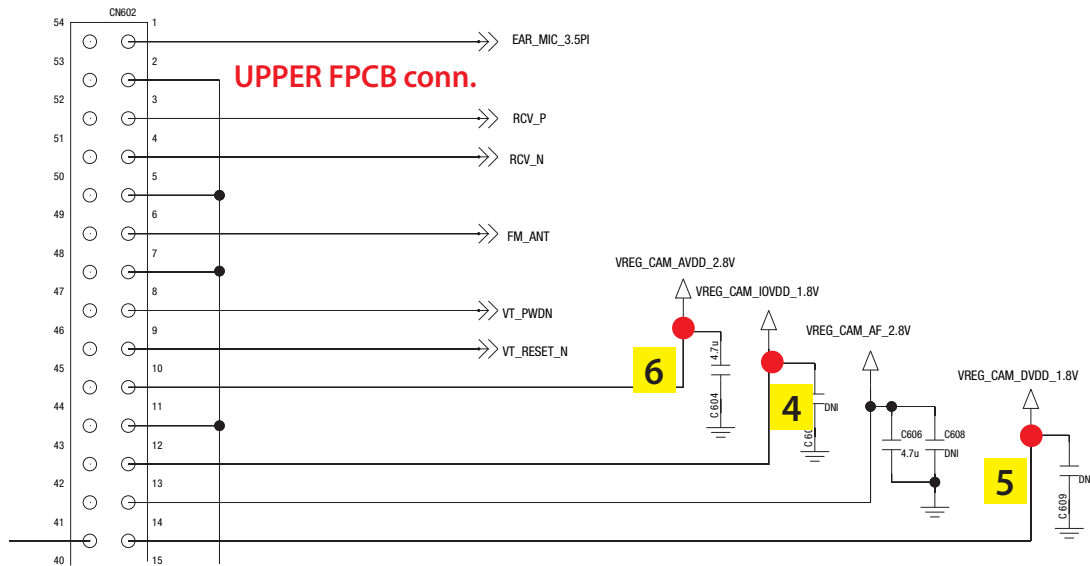 CN602
54 1
EAR_MIC_3.5PI
53 2
UPPER FPCB conn.
52 3
RCV_P
51 4
RCV_N
50 5
49 6
FM_ANT
48 7
VREG_CAM_AVDD_2.8V
47 8
VREG_CAM_IOVDD_1.8V
VT_PWDN
46 9
VREG_CAM_AF_2.8V
VT_RESET_N
4.7u
6
45 10
VREG_CAM_DVDD_1.8V
44 11
C604
4
DNI
C606
4.7u
C608
DNI
43 12
42 13
5
C609
41 14
40 15